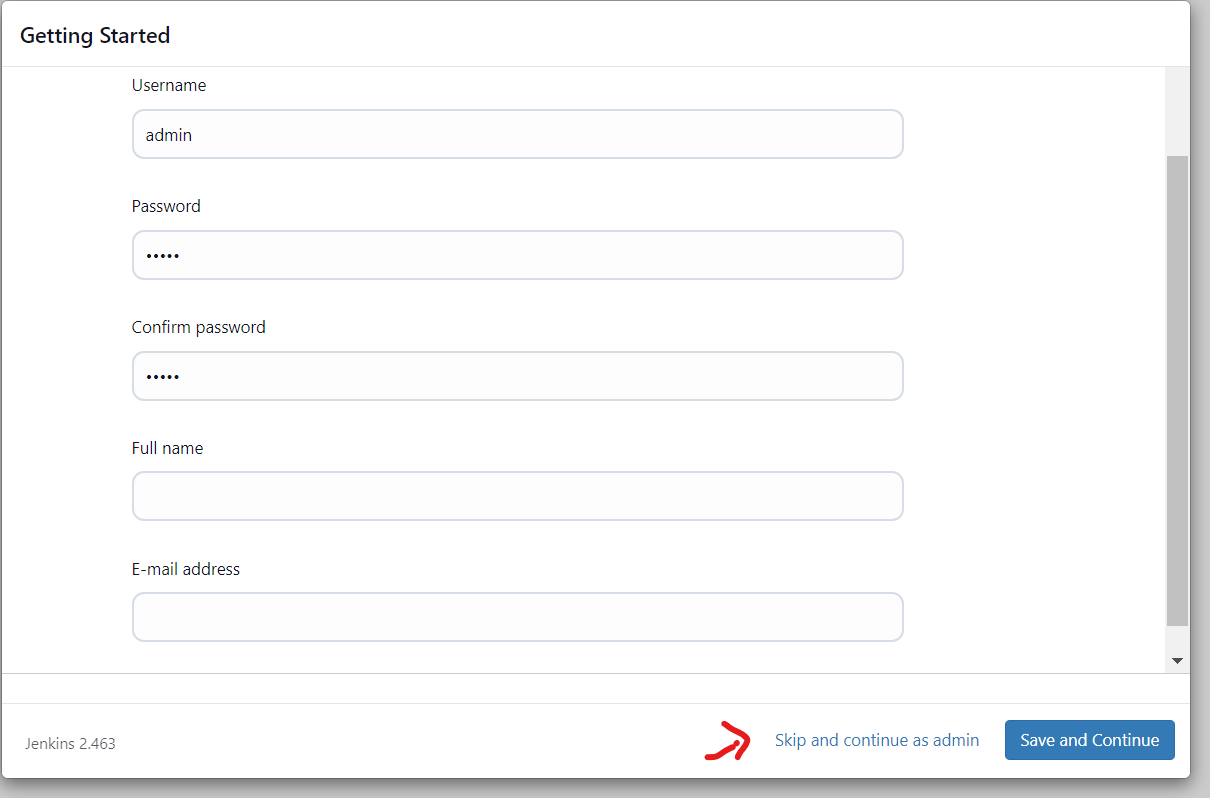 Getting Started
Username
admin
Password
•••••
Confirm password
•••••
Full name
E-mail address
Jenkins 2.463
Skip and continue as admin
Save and Continue